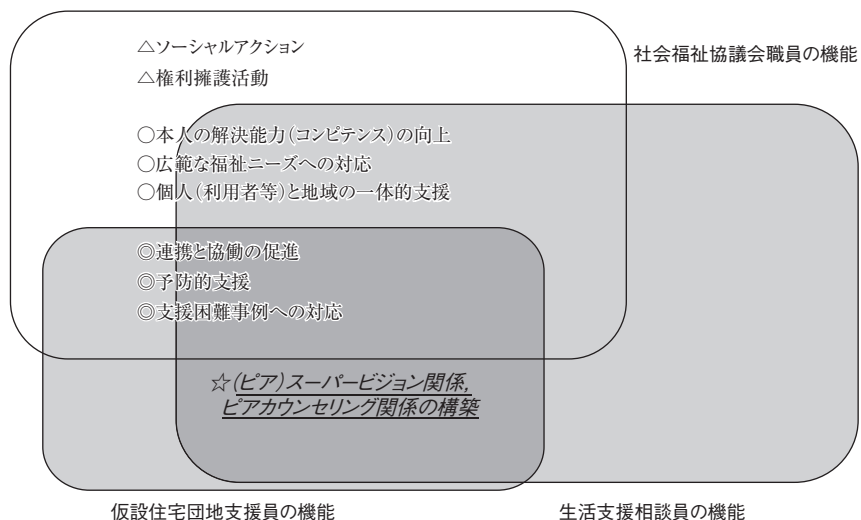 △ソーシャルアクション
社会福祉協議会職員の機能
△権利擁護活動
○本人の解決能力(コンピテンス)の向上
○広範な福祉ニーズへの対応
○個人(利用者等)と地域の一体的支援
◎連携と協働の促進
◎予防的支援
◎支援困難事例への対応
☆(ピア)スーパービジョン関係,
ピアカウンセリング関係の構築
仮設住宅団地支援員の機能
生活支援相談員の機能